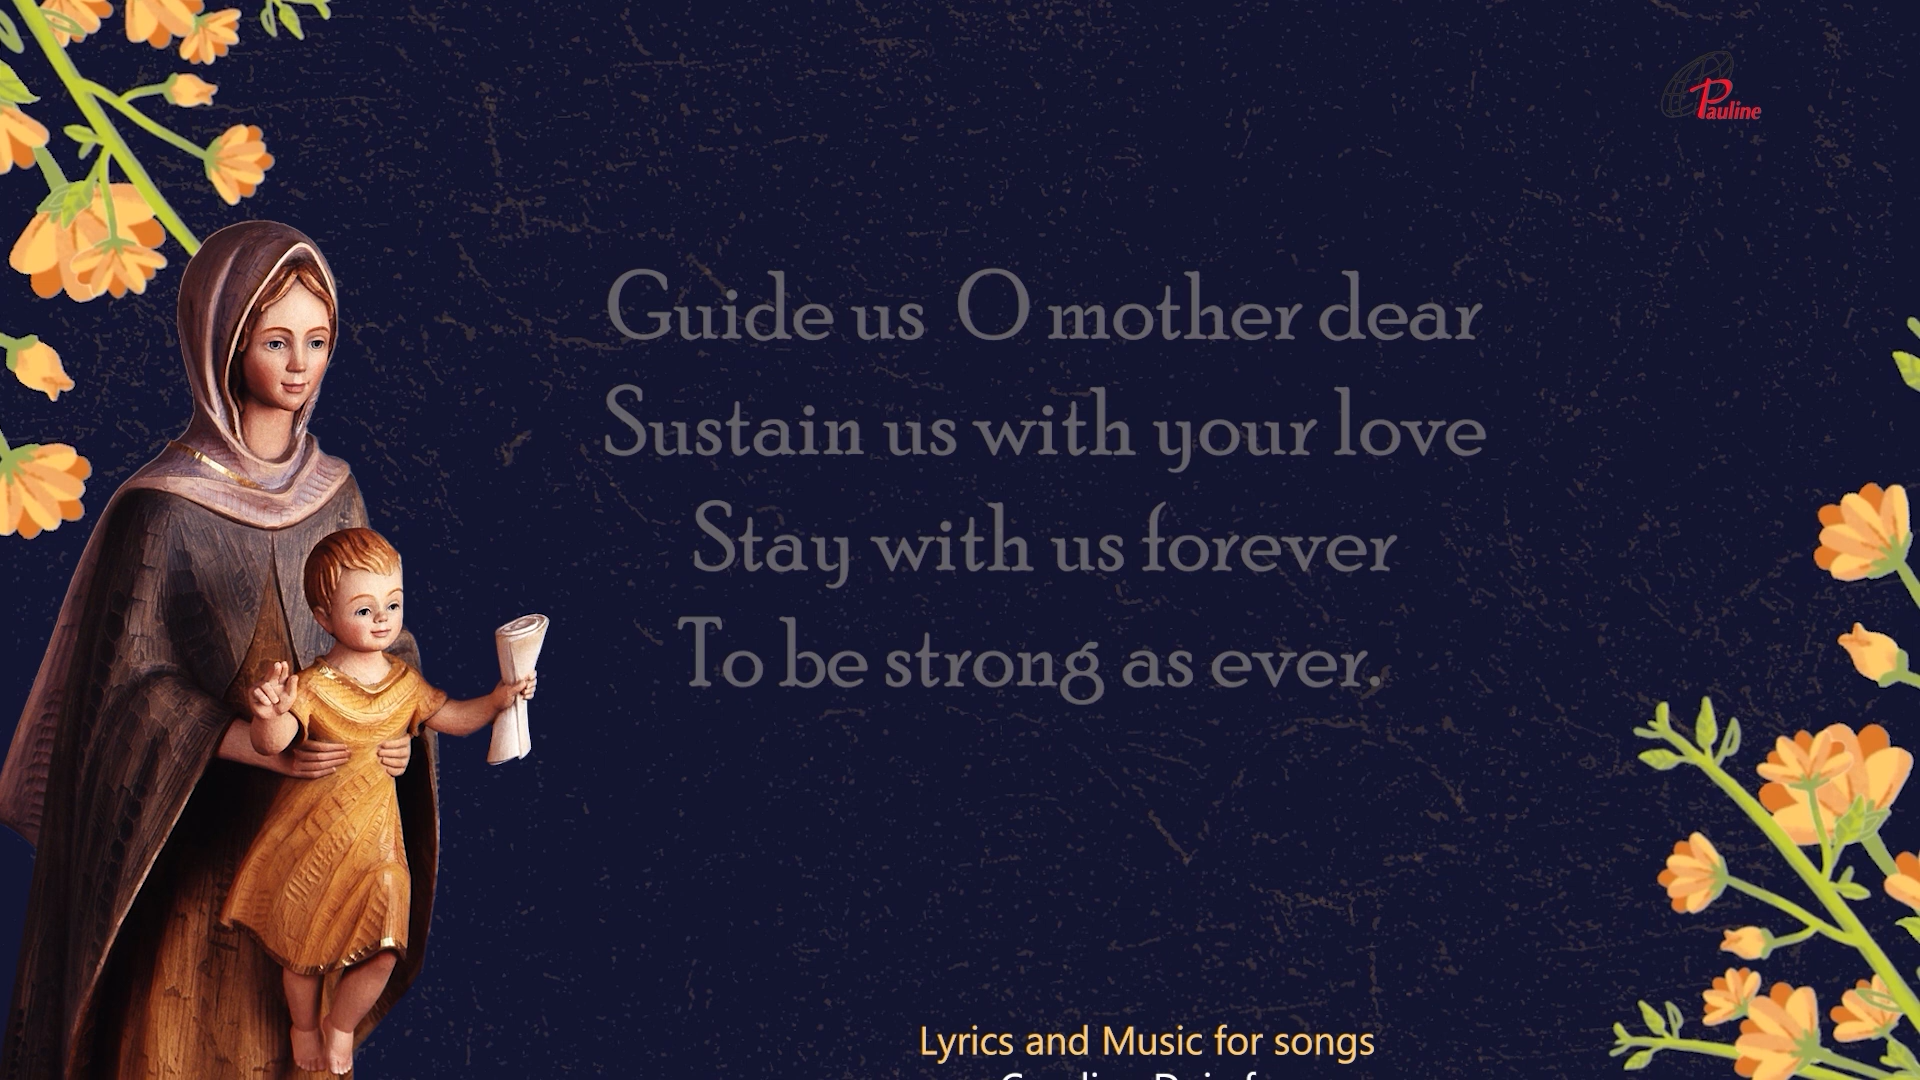 Pauline
Guide us O mother dear
Sustain us with your love
Stay with us forever
To be strong as ever.
Lyrics and Music for songs